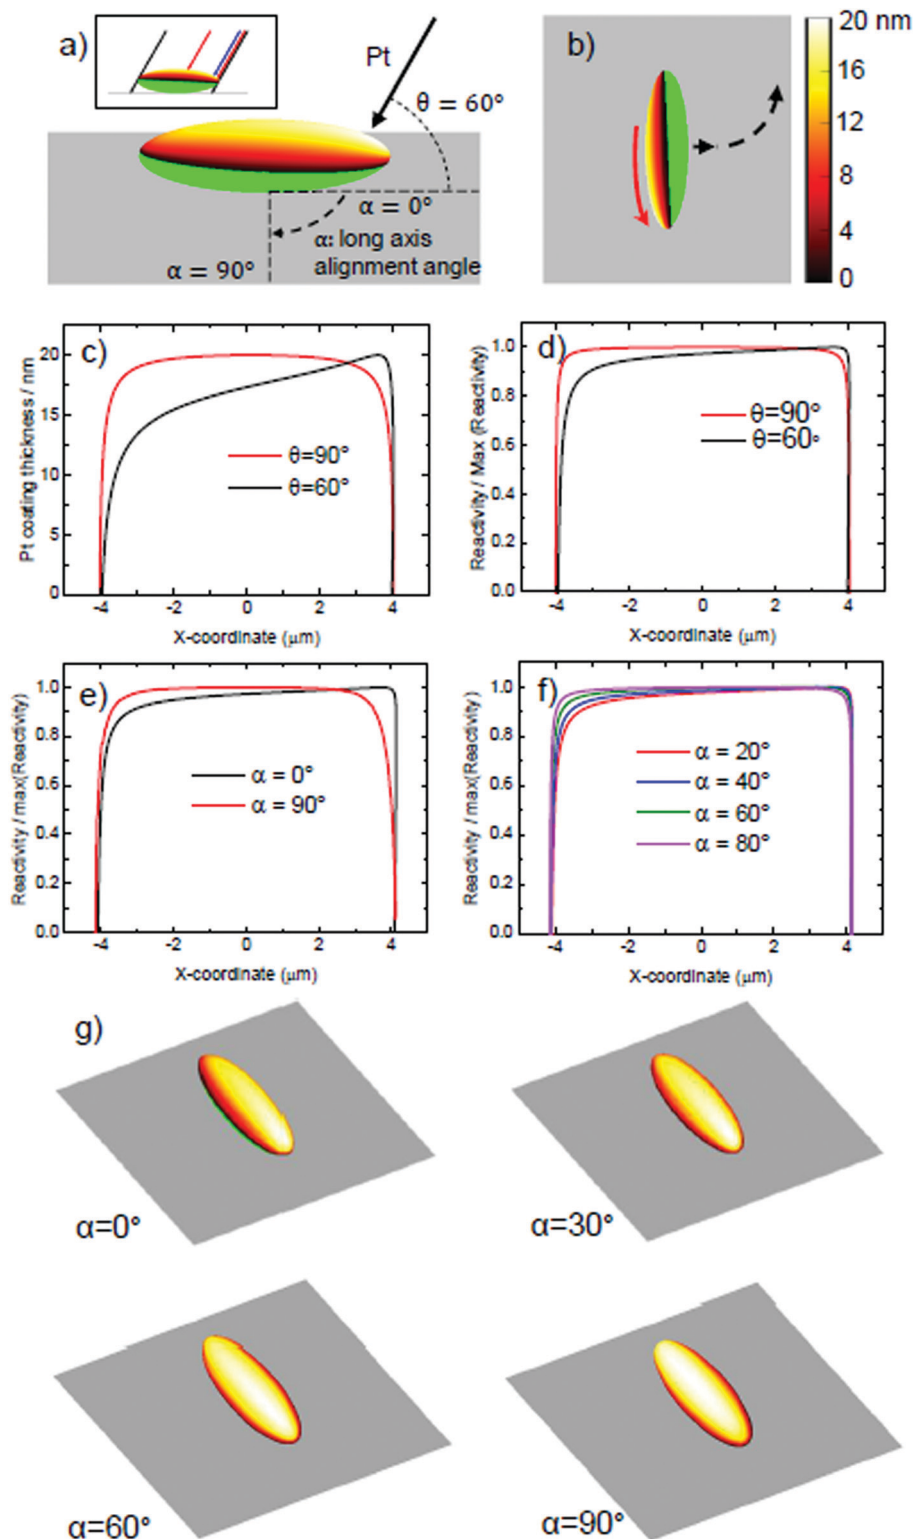 a)
Pt
θ = 60°
α = 0°
α: long axis
alignment angle
α = 90°
b)
20 nm
16
12
8
4
0
c)
Pt coating thickness / nm
20
15
10
5
0
θ=90°
θ=60°
-4 -2 0 2 4
X-coordinate (μm)
d)
Reactivity / Max (Reactivity)
1.0
0.8
0.6
0.4
0.2
0.0
θ=90°
θ=60°
-4 -2 0 2 4
X-coordinate (μm)
e)
Reactivity / max(Reactivity)
1.0
0.8
0.6
0.4
0.2
0.0
α = 0°
α = 90°
-4 -2 0 2 4
X-coordinate (μm)
f)
Reactivity / max(Reactivity)
1.0
0.8
0.6
0.4
0.2
0.0
α = 20°
α = 40°
α = 60°
α = 80°
-4 -2 0 2 4
X-coordinate (μm)
g)
α=0°
α=30°
α=60°
α=90°